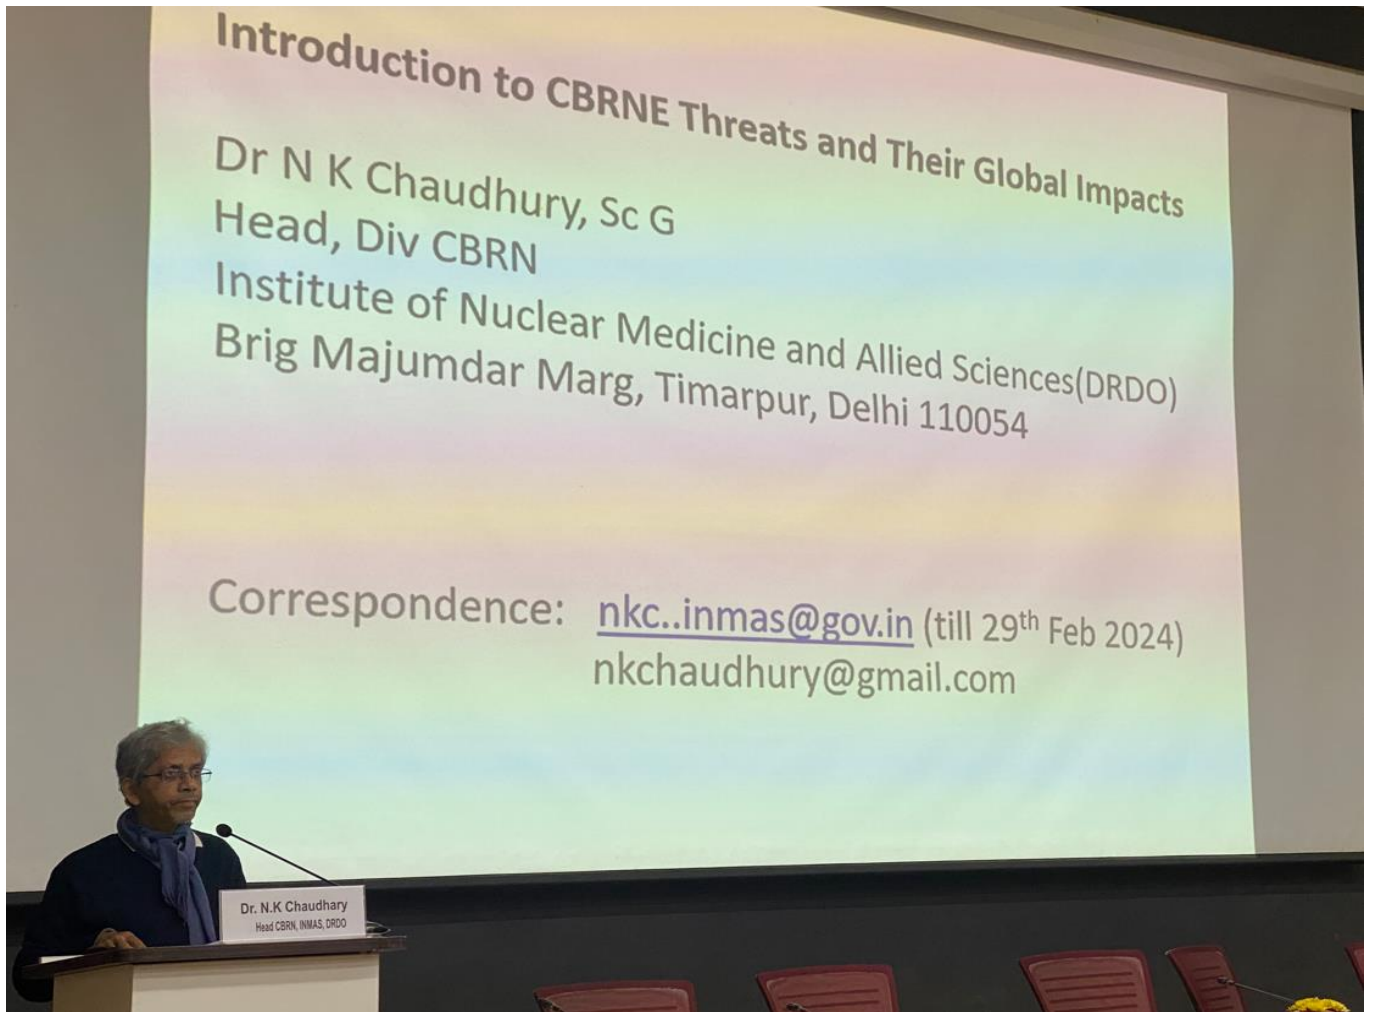 Introduction to CBRNE Threats and Their Global Impacts
Dr N K Chaudhury, Sc G
Head, Div CBRN
Institute of Nuclear Medicine and Allied Sciences(DRDO)
Brig Majumdar Marg, Timarpur, Delhi 110054
Correspondence: nkc..inmas@gov.in (till 29th Feb 2024)
nkchaudhury@gmail.com
Dr. N.K Chaudhary
Head CBRN, INMAS, DRDO